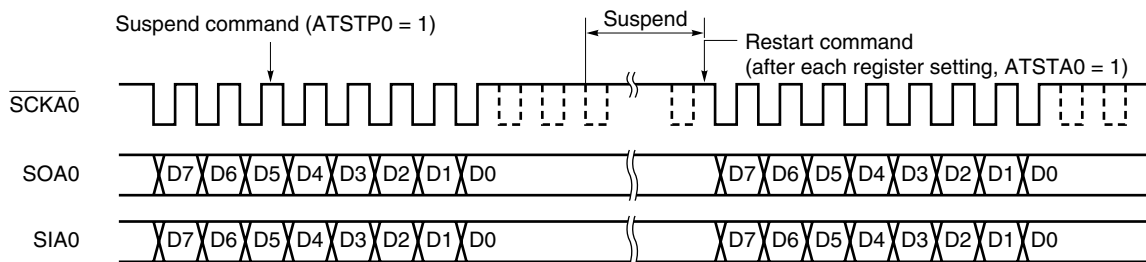 Suspend command (ATSTP0 = 1)
Suspend
Restart command
(after each register setting, ATSTA0 = 1)
SCKA0
SOA0 D7 D6 D5 D4 D3 D2 D1 D0 D7 D6 D5 D4 D3 D2 D1 D0
SIA0 D7 D6 D5 D4 D3 D2 D1 D0 D7 D6 D5 D4 D3 D2 D1 D0